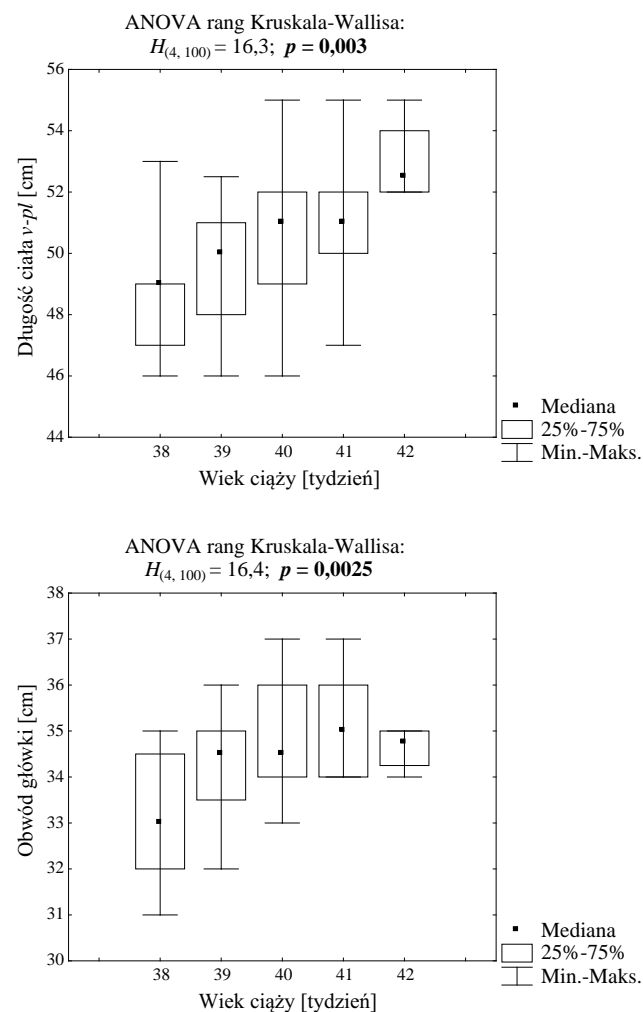 ANOVA rang Kruskala-Wallisa:
H(4, 100) = 16,3; p = 0,003
56
54
52
50
48
46
44
Długość ciała v-pl [cm]
38 39 40 41 42
Wiek ciąży [tydzień]
Mediana
25%-75%
Min.-Maks.
ANOVA rang Kruskala-Wallisa:
H(4, 100) = 16,4; p = 0,0025
38
37
36
35
34
33
32
31
30
Obwód główki [cm]
38 39 40 41 42
Wiek ciąży [tydzień]
Mediana
25%-75%
Min.-Maks.